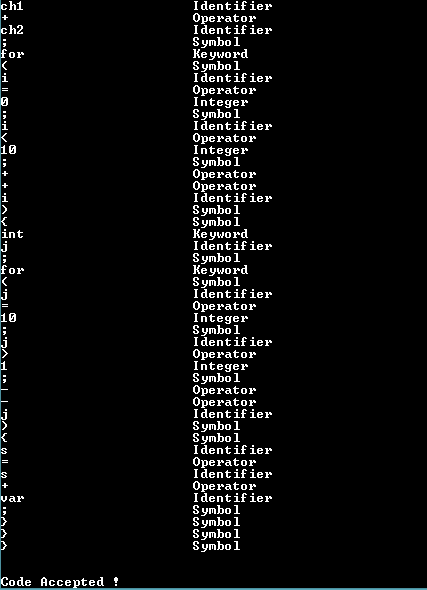 ch1 Identifier
+ Operator
ch2 Identifier
; Symbol
for Keyword
( Symbol
i Identifier
= Operator
0 Integer
; Symbol
i Identifier
< Operator
10 Integer
; Symbol
+ Operator
+ Operator
i Identifier
) Symbol
{ Symbol
int Keyword
j Identifier
; Symbol
for Keyword
( Symbol
j Identifier
= Operator
10 Integer
; Symbol
j Identifier
> Operator
1 Integer
; Symbol
- Operator
- Operator
j Identifier
) Symbol
{ Symbol
s Identifier
= Operator
s Identifier
+ Operator
var Identifier
; Symbol
} Symbol
} Symbol
} Symbol
Code Accepted !